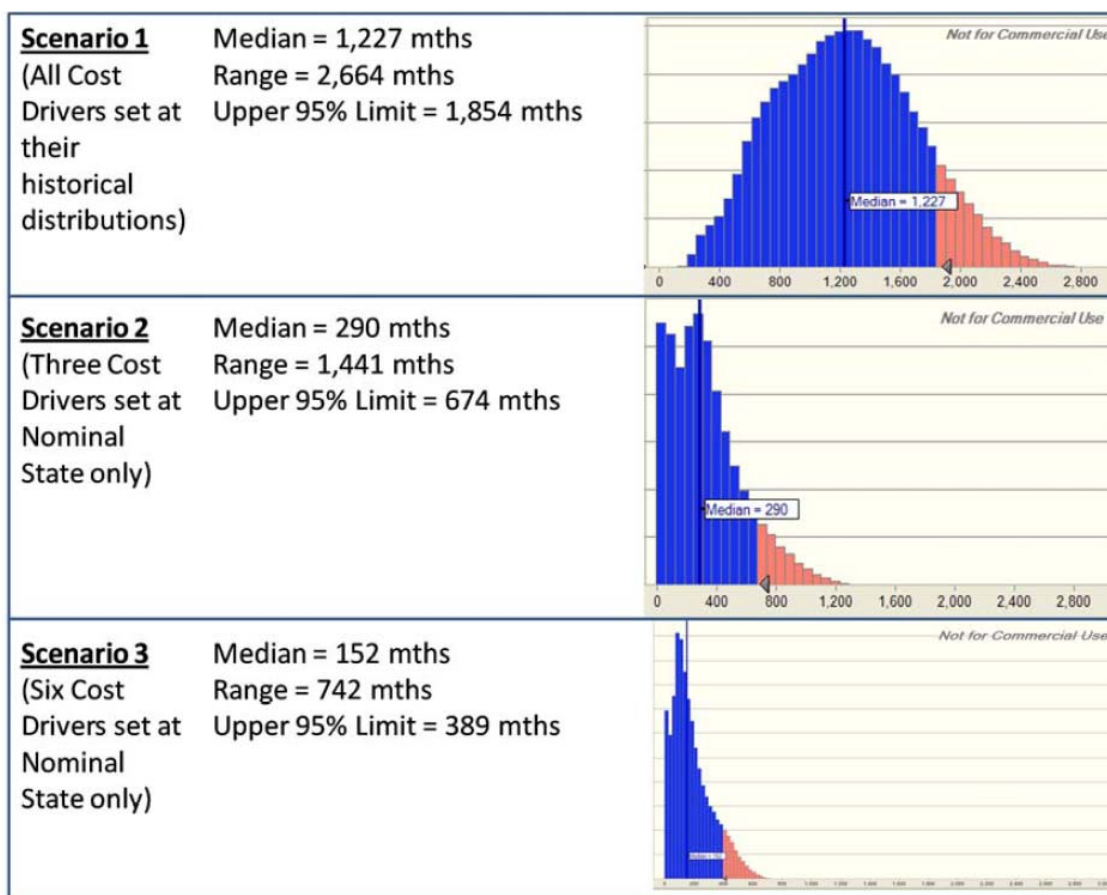 Scenario 1
(All Cost
Drivers set at
their
historical
distributions)
Median = 1,227 mths
Range = 2,664 mths
Upper 95% Limit = 1,854 mths
Not for Commercial Use
Median = 1,227
0 400 800 1,200 1,600 2,000 2,400 2,800
Scenario 2
(Three Cost
Drivers set at
Nominal
State only)
Median = 290 mths
Range = 1,441 mths
Upper 95% Limit = 674 mths
Not for Commercial Use
Median = 290
0 400 800 1,200 1,600 2,000 2,400 2,800
Scenario 3
(Six Cost
Drivers set at
Nominal
State only)
Median = 152 mths
Range = 742 mths
Upper 95% Limit = 389 mths
Not for Commercial Use